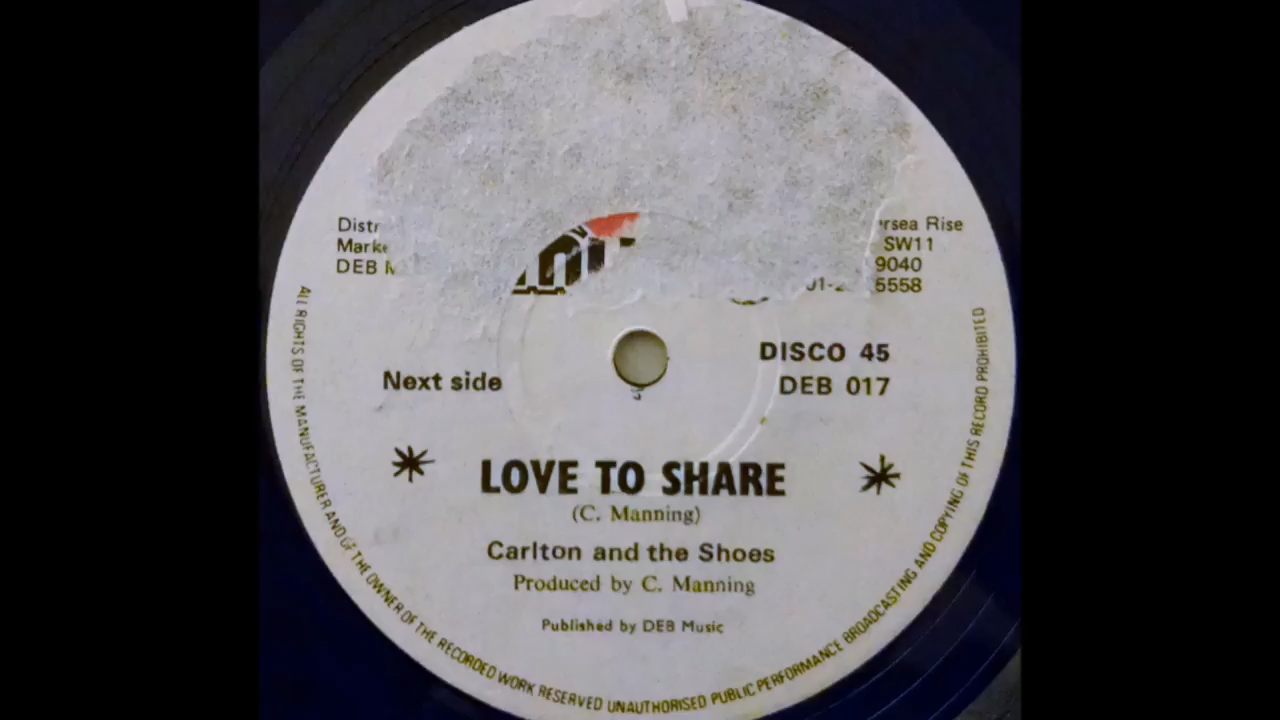 rsea Rise
SW11
DEB
9040
5558
DISCO 45
Next side
DEB 017
LOVE TO SHARE
(C. Manning)
Carlton and the Shoes
Produced by C. Manning
Published by DEB Music
ALL RIGHTS OF THE MANUFACTURER AND OF THE OWNER OF THE RECORDED WORK RESERVED UNAUTHORISED PUBLIC PERFORMANCE BROADCASTING AND COPYING OF THIS RECORD PROHIBITED